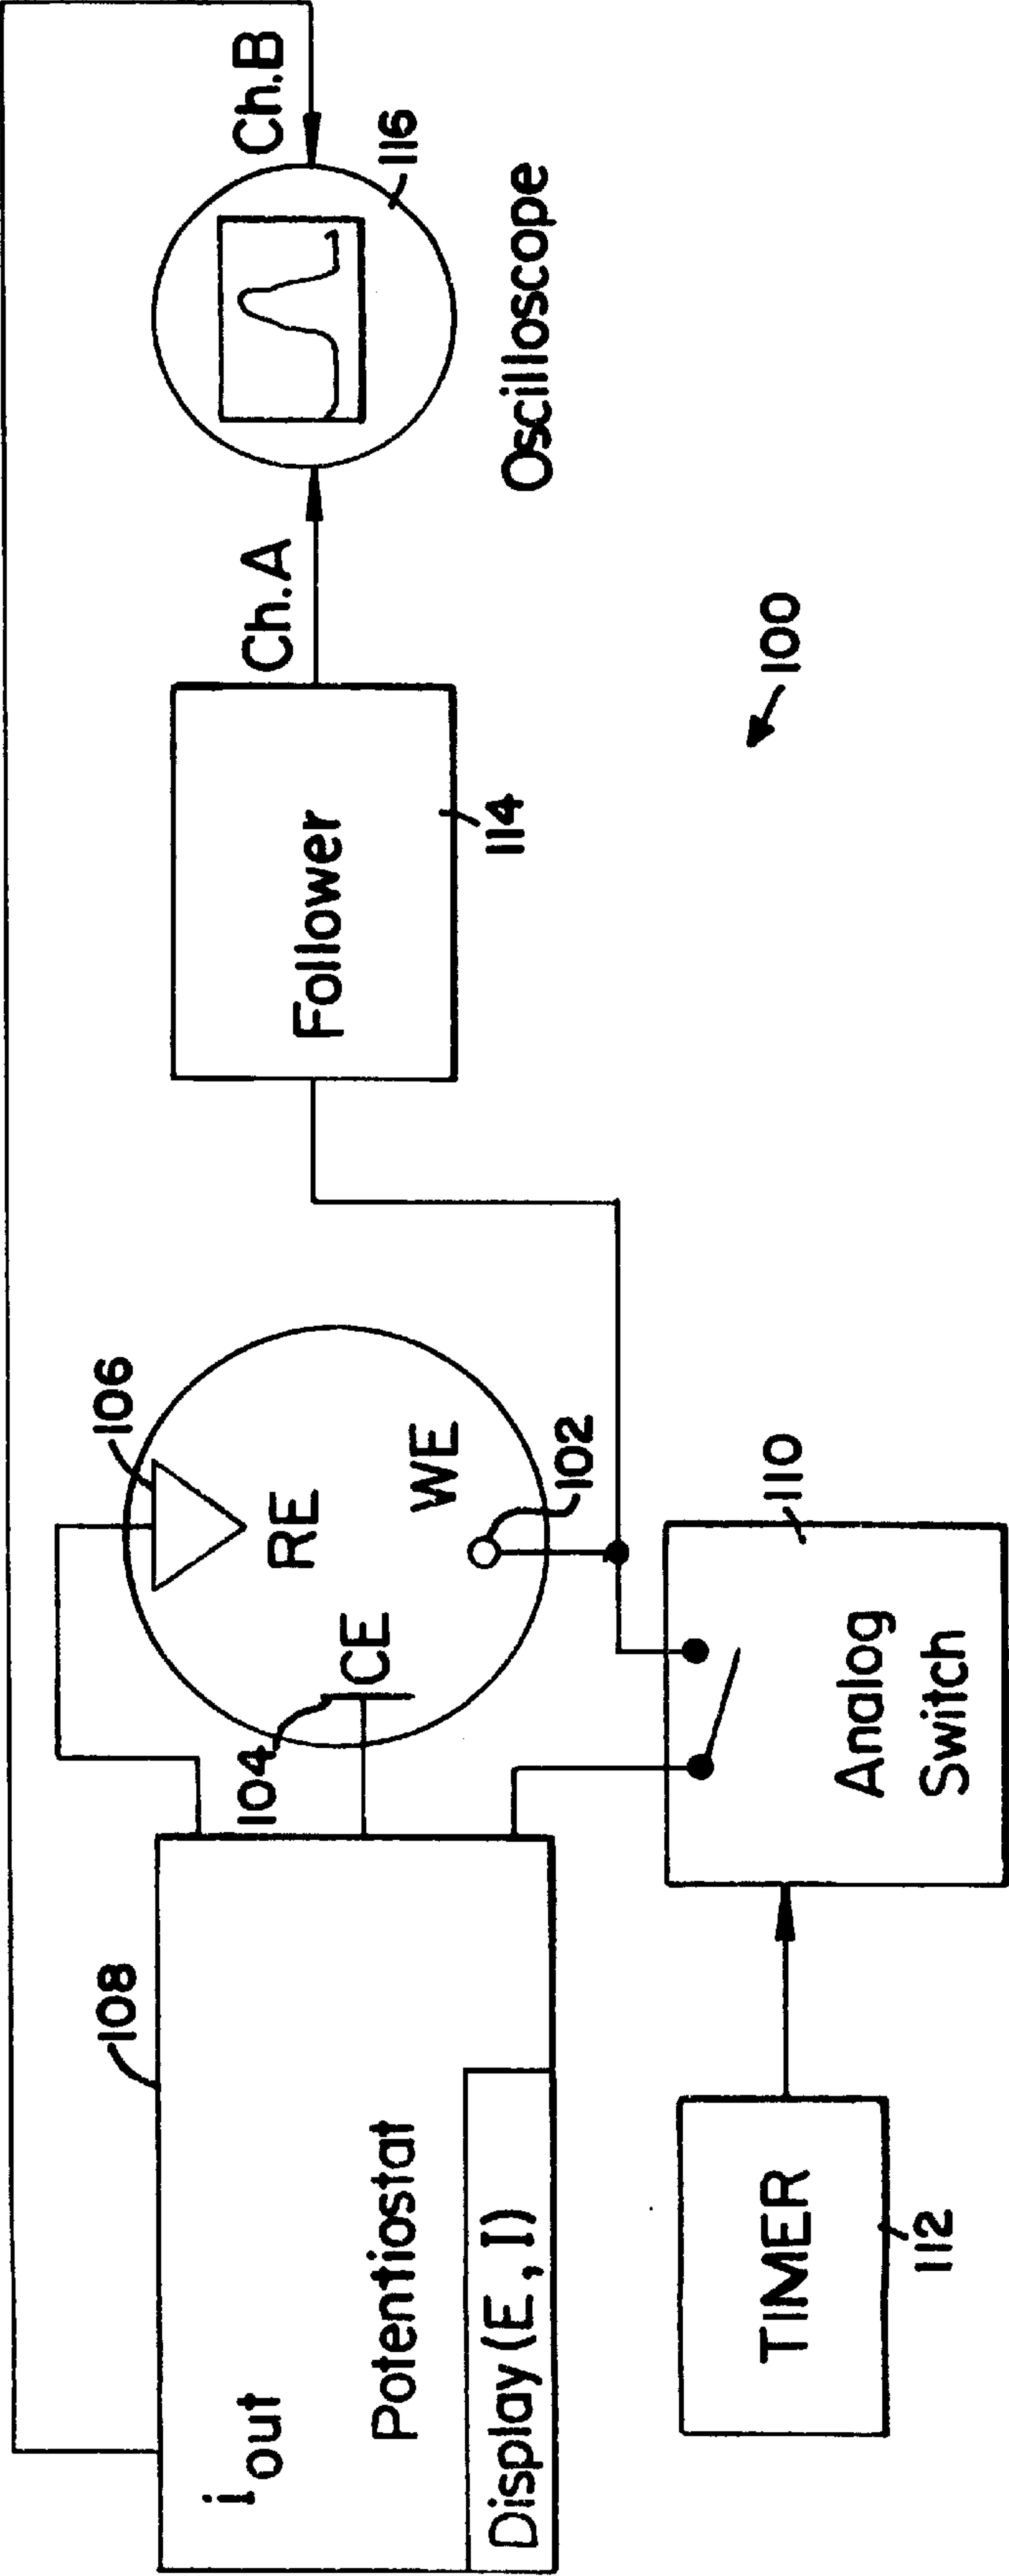 Ch.B
116
Oscilloscope
Ch.A
Follower
114
100
106
RE
WE
102
CE
104
110
Analog
Switch
108
iout
Potentiostat
Display (E, I)
TIMER
112